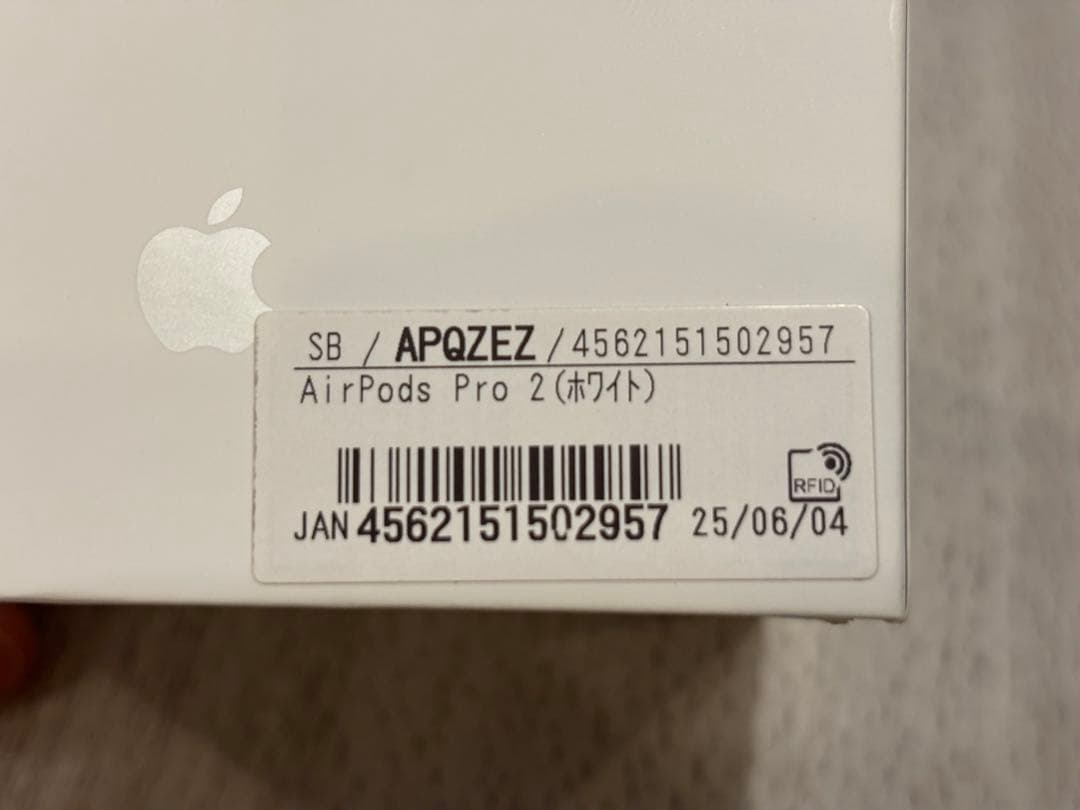 SB / APQZEZ /4562151502957
AirPods Pro 2(ﾎﾜｲﾄ)
RFID
JAN 4562151502957 25/06/04